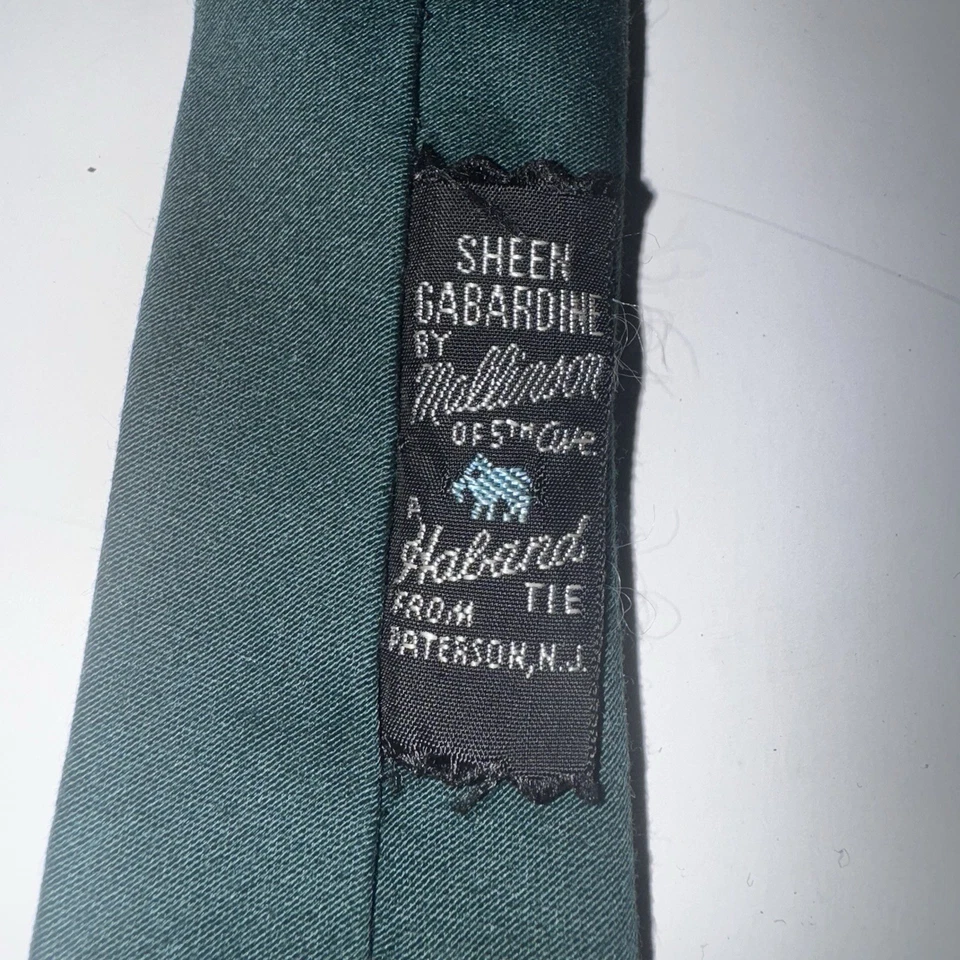 SHEEN
GABARDINE
BY
Mallinson
OF 5TH Ave.
A
Haband
TIE
FROM
PATERSON, N.J.